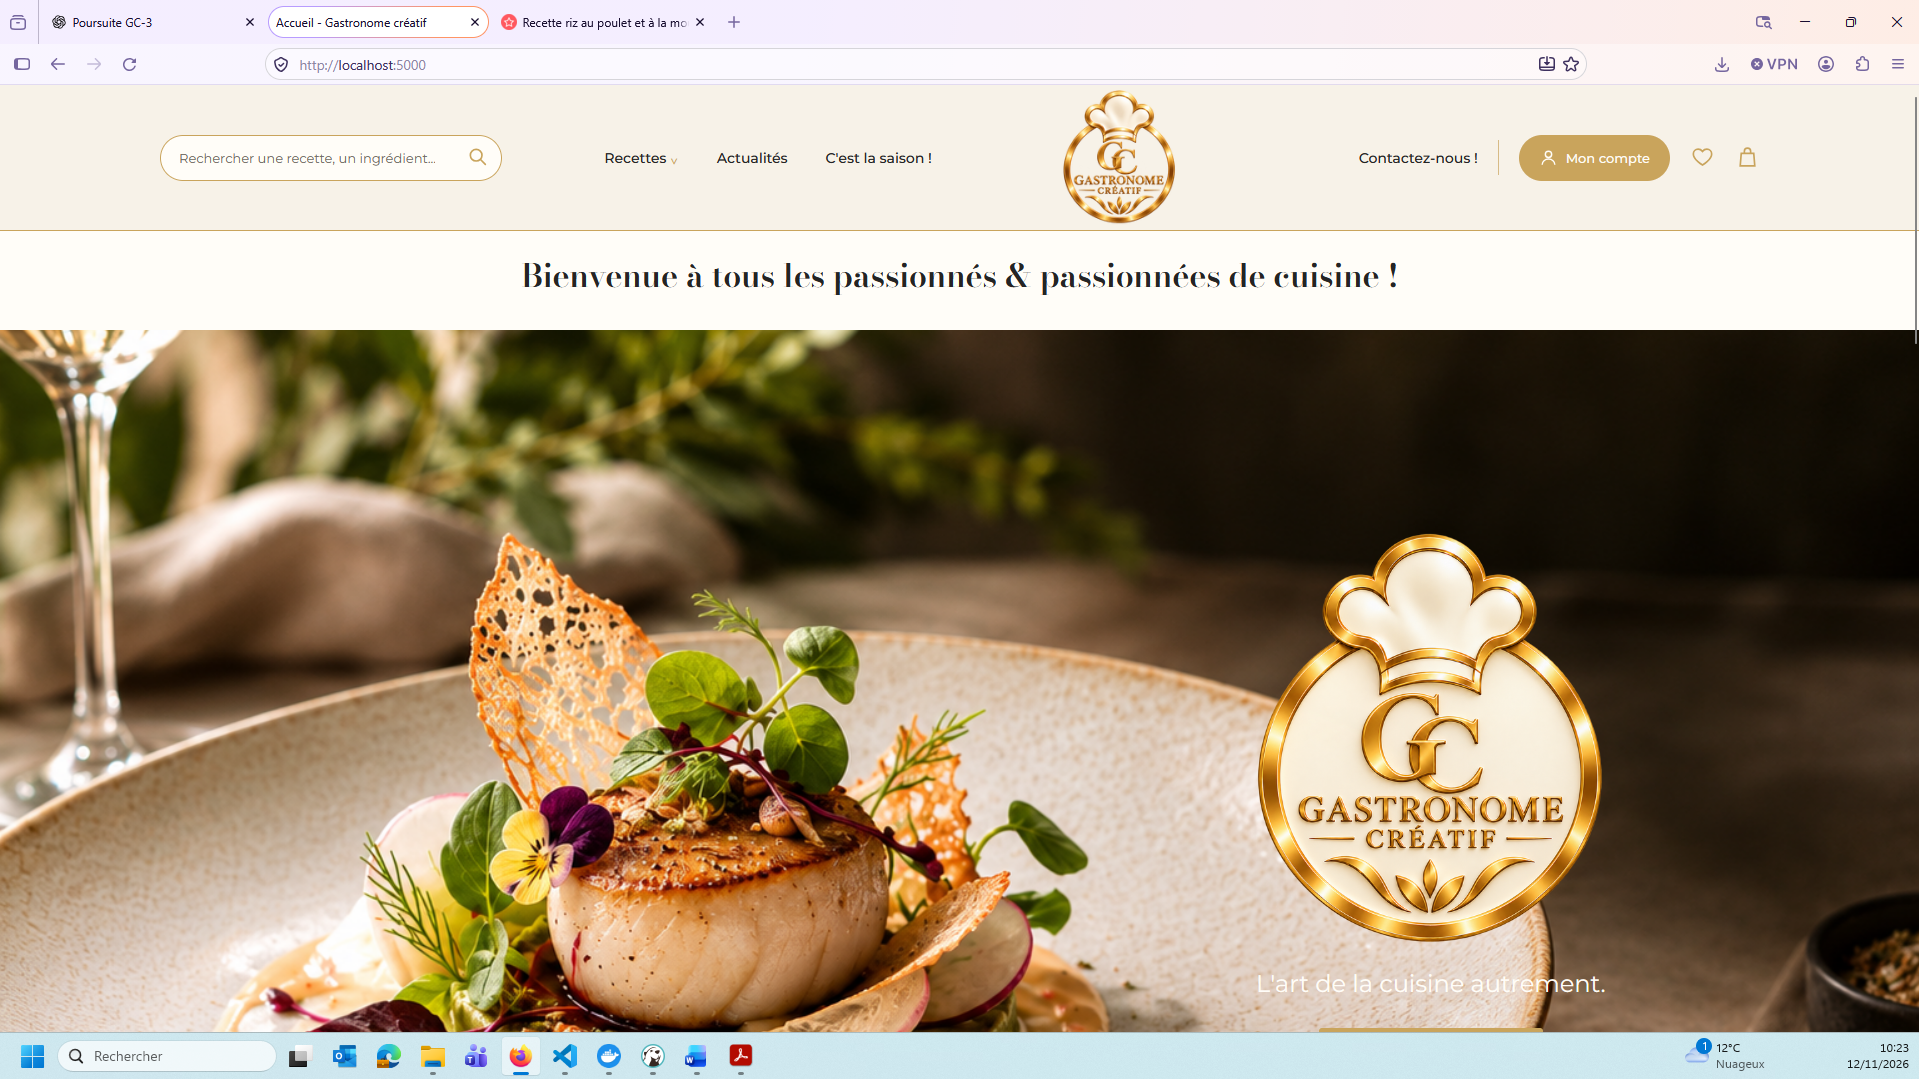 Poursuite GC-3
Accueil - Gastronome créatif
Recette riz au poulet et à la mo
http://localhost:5000
VPN
Rechercher une recette, un ingrédient...
Recettes
Actualités
C'est la saison !
GC
GASTRONOME
CRÉATIF
Contactez-nous !
Mon compte
Bienvenue à tous les passionnés & passionnées de cuisine !
GC
GASTRONOME
CRÉATIF
L'art de la cuisine autrement.
Rechercher
1
12°C
Nuageux
10:23
12/11/2026